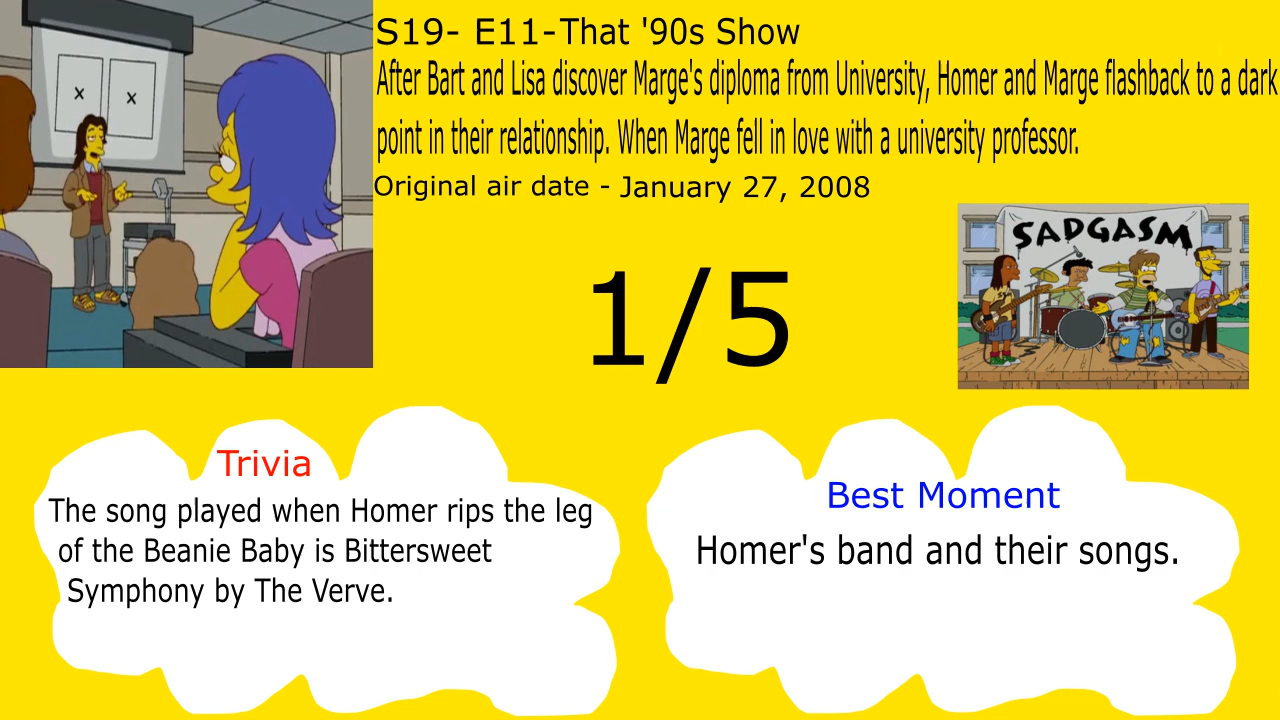 S19- E11-That '90s Show
After Bart and Lisa discover Marge's diploma from University, Homer and Marge flashback to a dark
point in their relationship. When Marge fell in love with a university professor.
Original air date - January 27, 2008
x x
SADGASM
1/5
Trivia
The song played when Homer rips the leg
of the Beanie Baby is Bittersweet
Symphony by The Verve.
Best Moment
Homer's band and their songs.